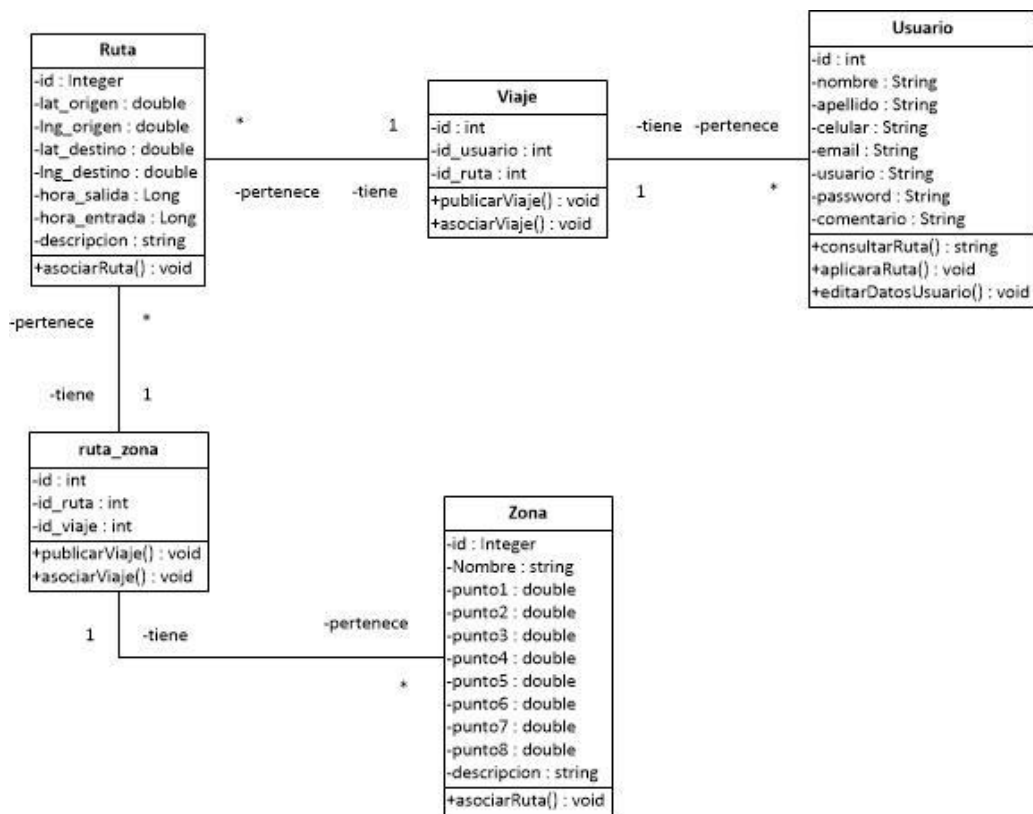 Ruta
-id : Integer
-lat_origen : double
-lng_origen : double
-lat_destino : double
-lng_destino : double
-hora_salida : Long
-hora_entrada : Long
-descripcion : string
+asociarRuta() : void
*
1
-pertenece
-tiene
Viaje
-id : int
-id_usuario : int
-id_ruta : int
+publicarViaje() : void
+asociarViaje() : void
-tiene
-pertenece
1
*
Usuario
-id : int
-nombre : String
-apellido : String
-celular : String
-email : String
-usuario : String
-password : String
-comentario : String
+consultarRuta() : string
+aplicaraRuta() : void
+editarDatosUsuario() : void
-pertenece
*
-tiene
1
ruta_zona
-id : int
-id_ruta : int
-id_viaje : int
+publicarViaje() : void
+asociarViaje() : void
1
-tiene
-pertenece
*
Zona
-id : Integer
-Nombre : string
-punto1 : double
-punto2 : double
-punto3 : double
-punto4 : double
-punto5 : double
-punto6 : double
-punto7 : double
-punto8 : double
-descripcion : string
+asociarRuta() : void